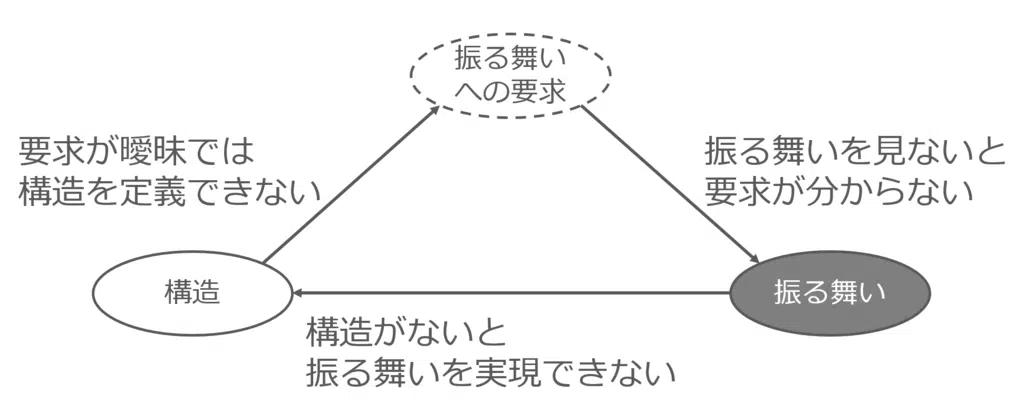 振る舞い
への要求
要求が曖昧では
構造を定義できない
振る舞いを見ないと
要求が分からない
構造
振る舞い
構造がないと
振る舞いを実現できない